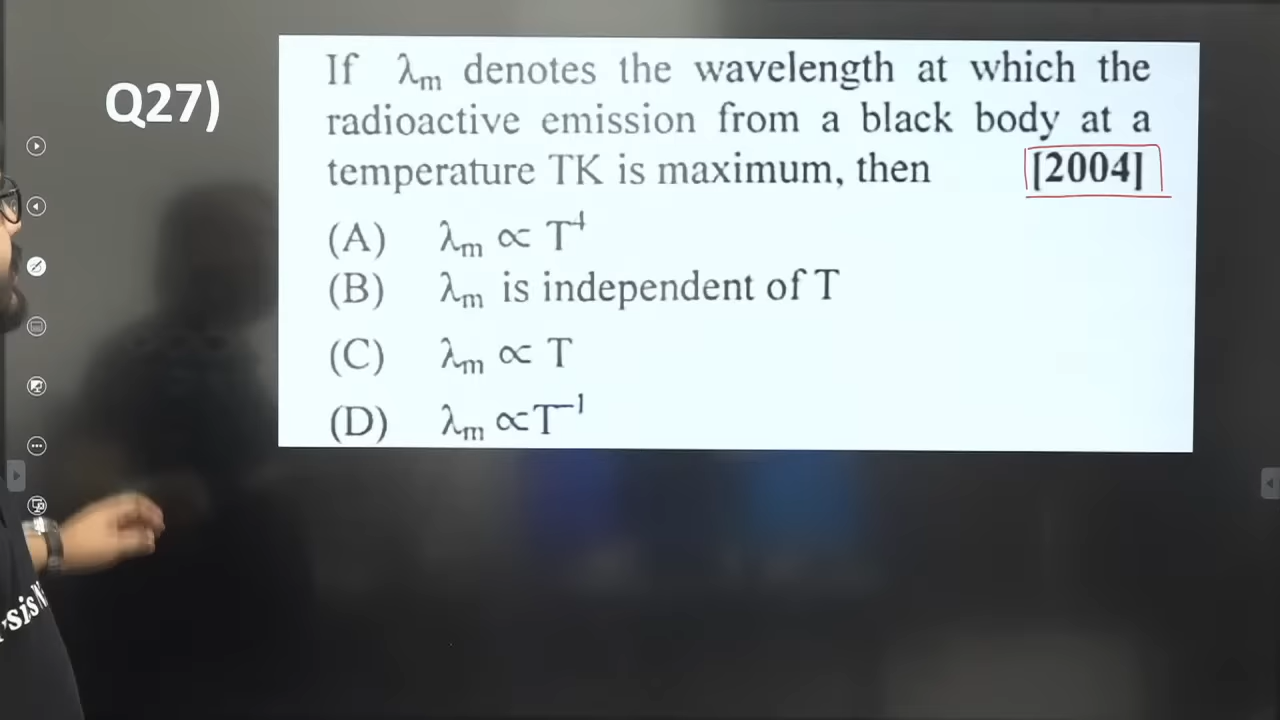 Q27)
If λₘ denotes the wavelength at which the
radioactive emission from a black body at a
temperature TK is maximum, then [2004]
(A) λₘ ∝ T⁴
(B) λₘ is independent of T
(C) λₘ ∝ T
(D) λₘ ∝T⁻¹